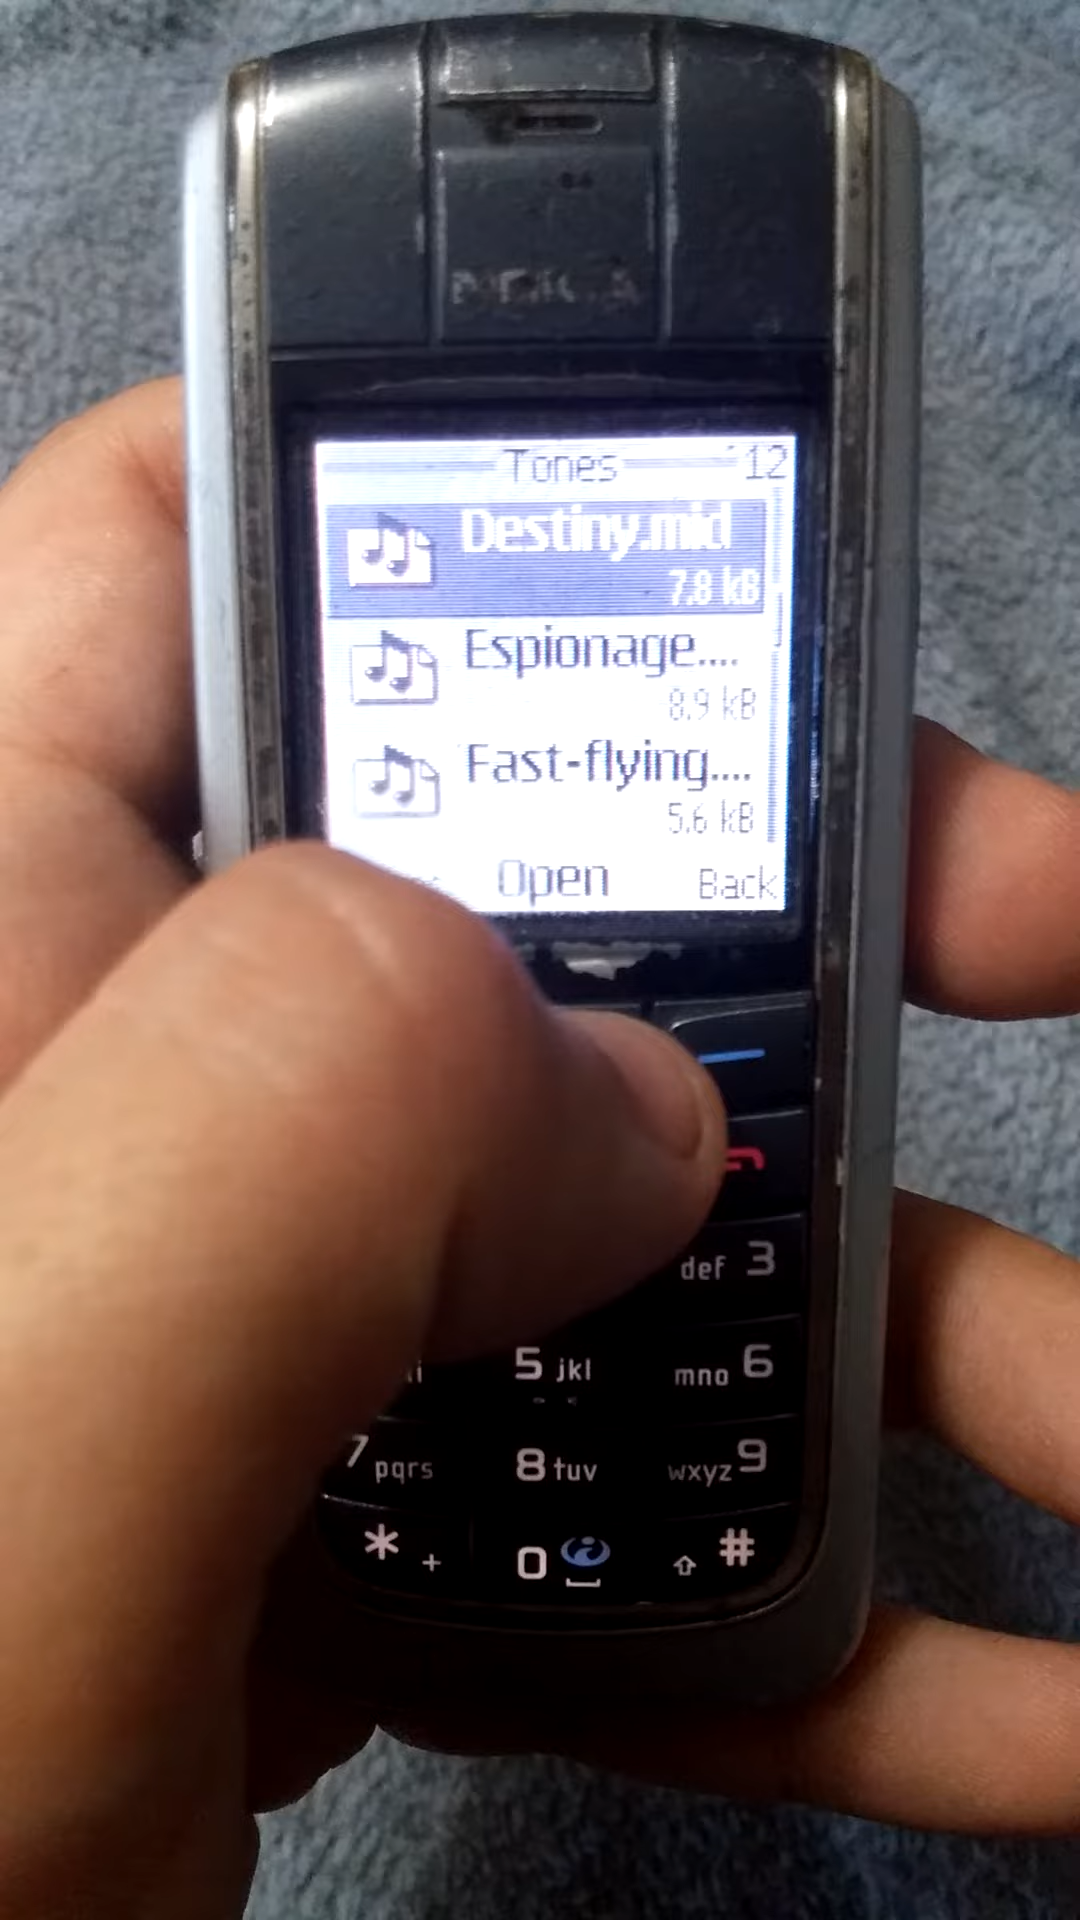 NOKIA
Tones 12
Destiny.mid
7.8 kB
Espionage....
8.9 kB
Fast-flying....
5.6 kB
Open Back
def 3
5 jkl mno 6
7 pqrs 8 tuv wxyz 9
* + 0 #